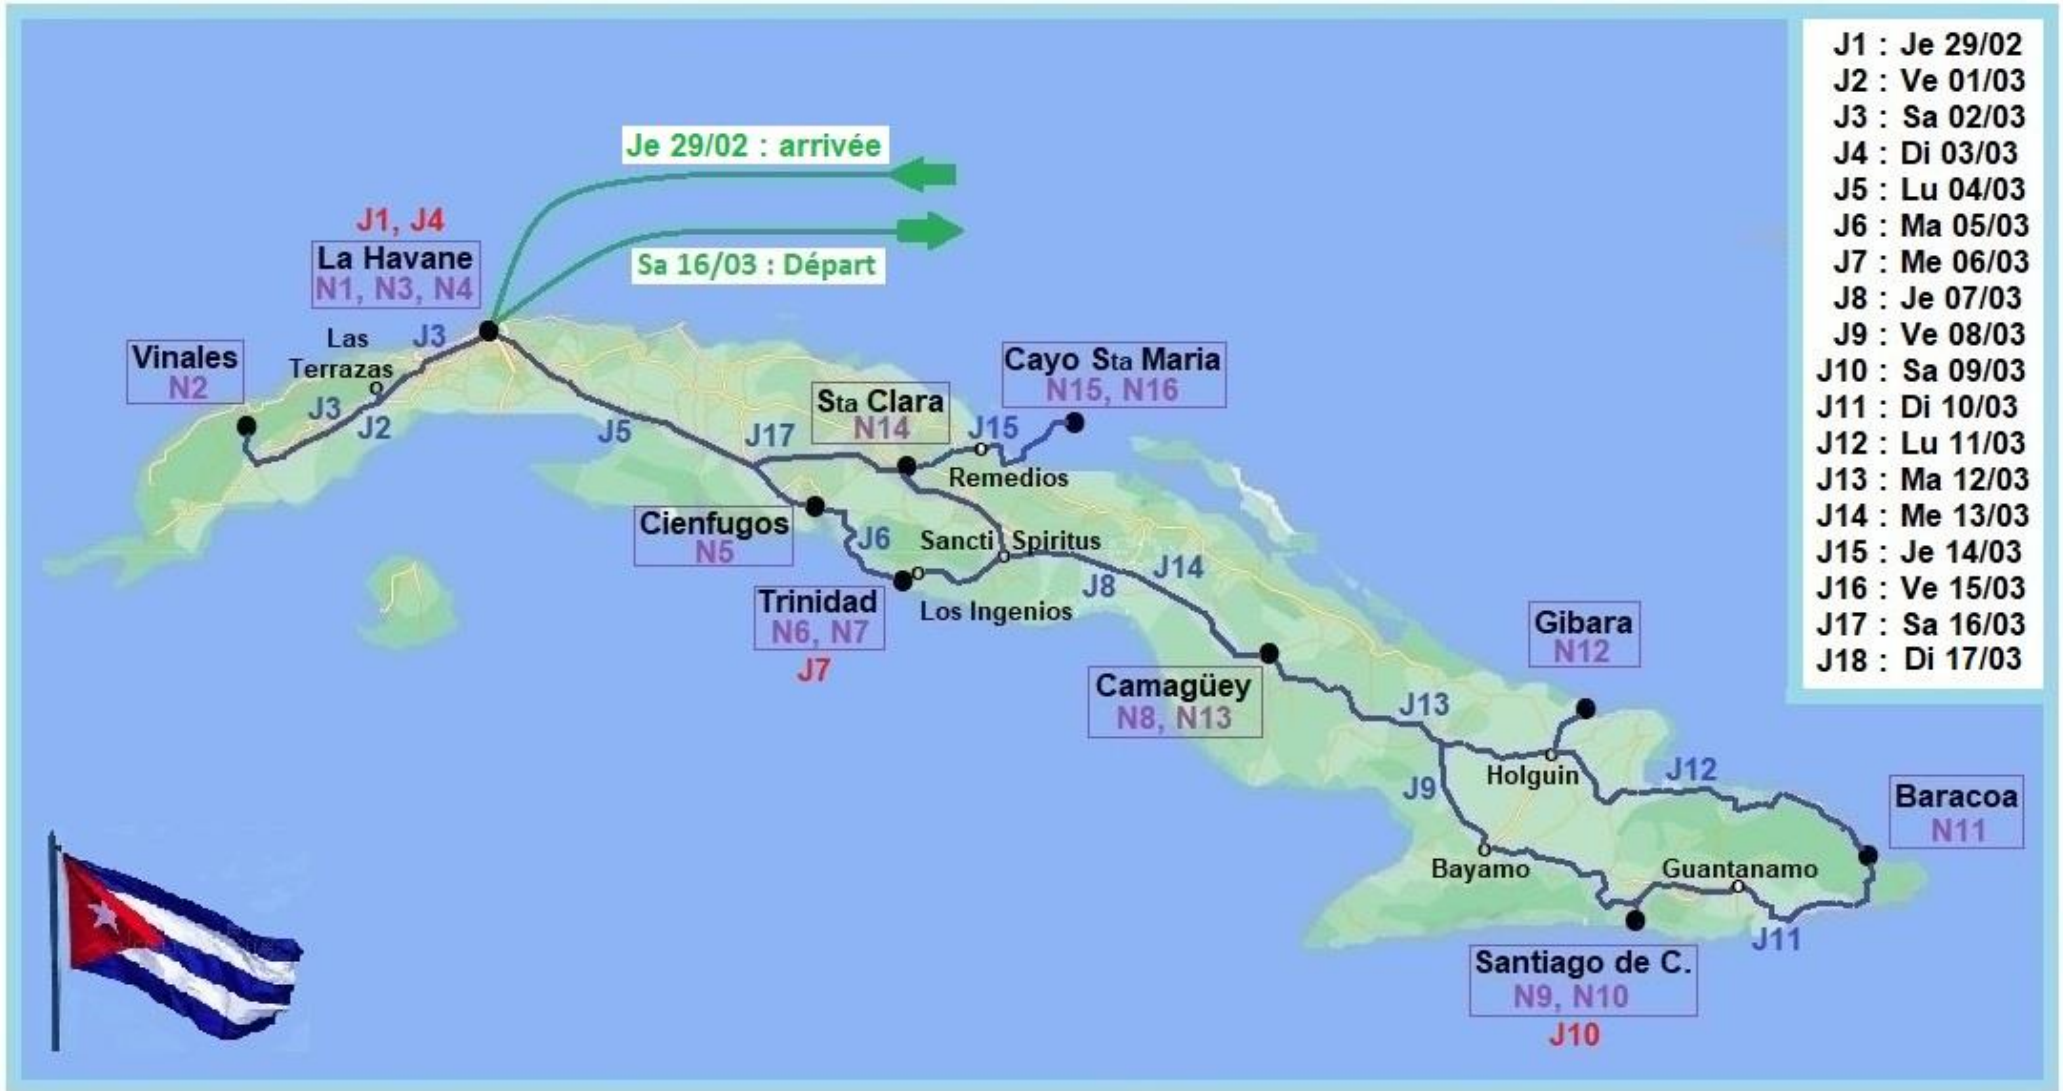 Je 29/02 : arrivée
Sa 16/03 : Départ
J1, J4
La Havane
N1, N3, N4
Vinales
N2
Las
Terrazas
J3
J3
J2
J5
J17
Sta Clara
N14
J15
Remedios
Cayo Sta Maria
N15, N16
Cienfugos
N5
J6
Sancti Spiritus
Trinidad
N6, N7
J7
Los Ingenios
J8
J14
Camagüey
N8, N13
J13
Gibara
N12
Holguin
J12
J9
Baracoa
N11
Bayamo
Guantanamo
J11
Santiago de C.
N9, N10
J10
J1 : Je 29/02
J2 : Ve 01/03
J3 : Sa 02/03
J4 : Di 03/03
J5 : Lu 04/03
J6 : Ma 05/03
J7 : Me 06/03
J8 : Je 07/03
J9 : Ve 08/03
J10 : Sa 09/03
J11 : Di 10/03
J12 : Lu 11/03
J13 : Ma 12/03
J14 : Me 13/03
J15 : Je 14/03
J16 : Ve 15/03
J17 : Sa 16/03
J18 : Di 17/03